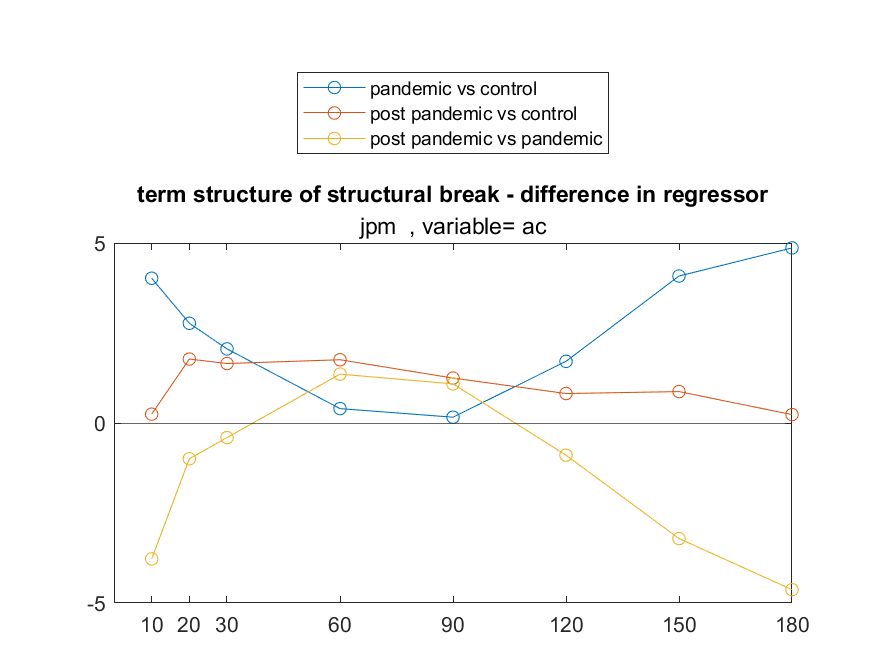 pandemic vs control
post pandemic vs control
post pandemic vs pandemic
term structure of structural break - difference in regressor
jpm  , variable= ac
5
0
-5
10 20 30 60 90 120 150 180